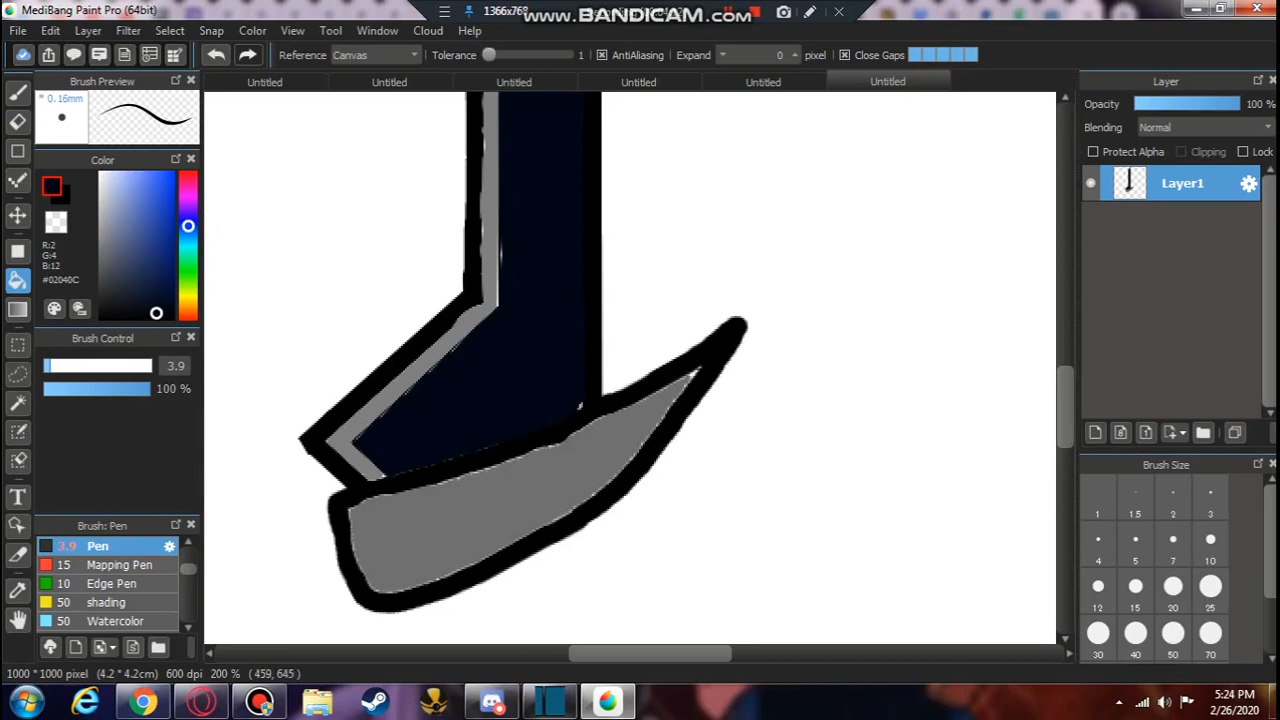 MediBang Paint Pro (64bit)
1366x768
www.BANDICAM.com
File Edit Layer Filter Select Snap Color View Tool Window Cloud Help
Reference Canvas Tolerance 1 AntiAliasing Expand 0 pixel Close Gaps
Brush Preview
Untitled Untitled Untitled Untitled Untitled Untitled
Layer
* 0.16mm
Opacity 100 %
Blending Normal
Color
Protect Alpha Clipping Lock
Layer1
R:2
G:4
B:12
#02040C
Brush Control
3.9
100 %
Brush Size
1 1.5 2 3
4 5 7 10
12 15 20 25
30 40 50 70
Brush: Pen
3.9 Pen
15 Mapping Pen
10 Edge Pen
50 shading
50 Watercolor
1000 * 1000 pixel (4.2 * 4.2cm) 600 dpi 200 % ( 459, 645 )
5:24 PM
2/26/2020